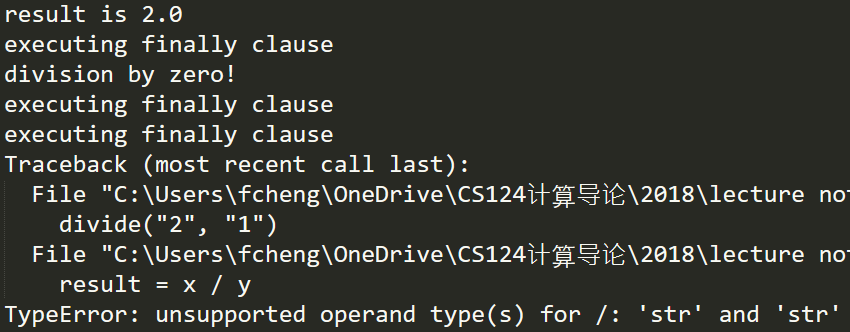 result is 2.0
executing finally clause
division by zero!
executing finally clause
executing finally clause
Traceback (most recent call last):
  File "C:\Users\fcheng\OneDrive\CS124计算导论\2018\lecture not
    divide("2", "1")
  File "C:\Users\fcheng\OneDrive\CS124计算导论\2018\lecture not
    result = x / y
TypeError: unsupported operand type(s) for /: 'str' and 'str'